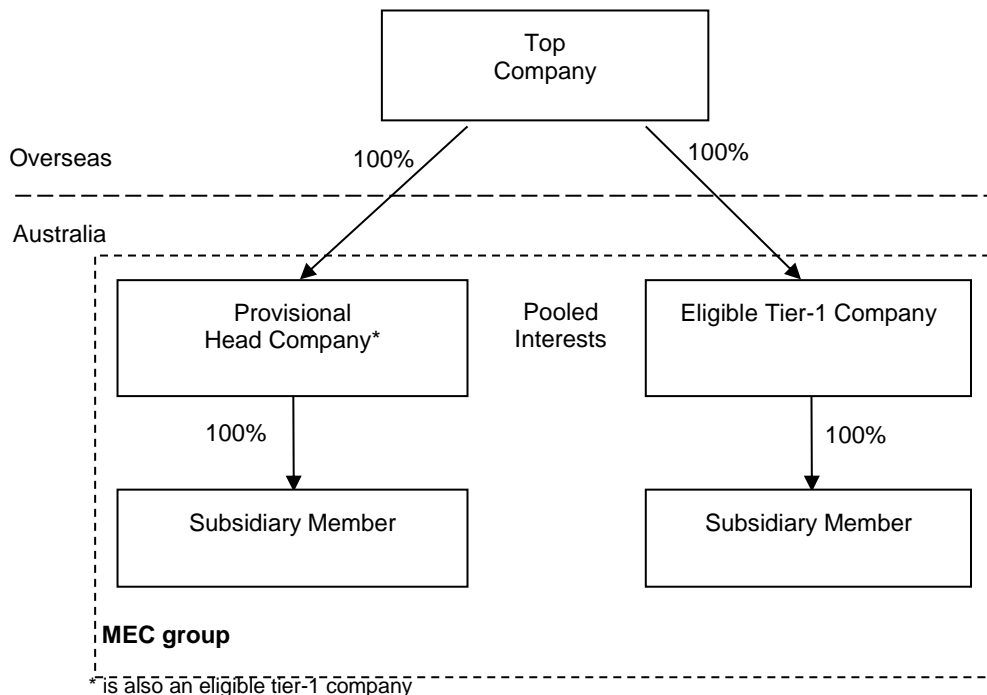 Top
Company
100%
100%
Overseas
Australia
Provisional
Head Company*
Pooled
Interests
Eligible Tier-1 Company
100%
100%
Subsidiary Member
Subsidiary Member
MEC group
* is also an eligible tier-1 company